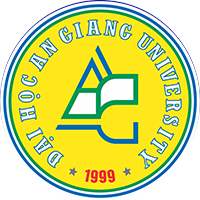 ĐẠI HỌC AN GIANG UNIVERSITY
1999